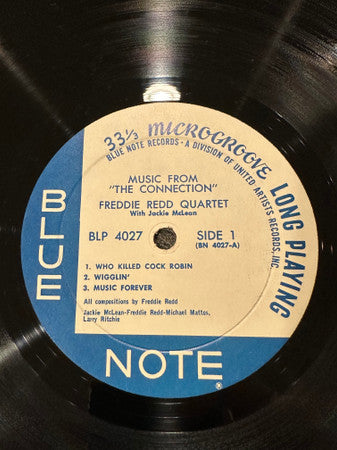 33⅓ MICROGROOVE LONG PLAYING
BLUE NOTE RECORDS • A DIVISION OF UNITED ARTISTS RECORDS, INC.
MUSIC FROM
"THE CONNECTION"
FREDDIE REDD QUARTET
With Jackie McLean
BLP 4027
SIDE 1
(BN 4027-A)
1. WHO KILLED COCK ROBIN
2. WIGGLIN'
3. MUSIC FOREVER
All compositions by Freddie Redd
Jackie McLean-Freddie Redd-Michael Mattos,
Larry Ritchie
BLUE
NOTE®